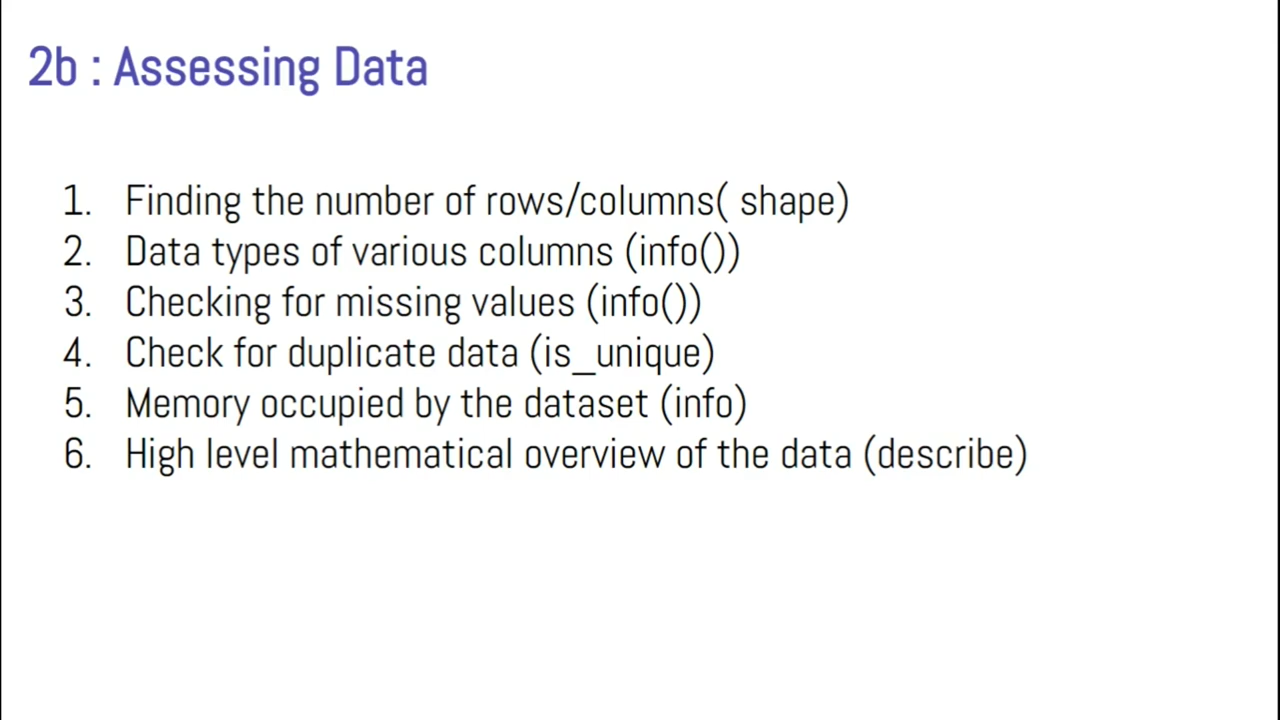 2b : Assessing Data
1. Finding the number of rows/columns( shape)
2. Data types of various columns (info())
3. Checking for missing values (info())
4. Check for duplicate data (is_unique)
5. Memory occupied by the dataset (info)
6. High level mathematical overview of the data (describe)